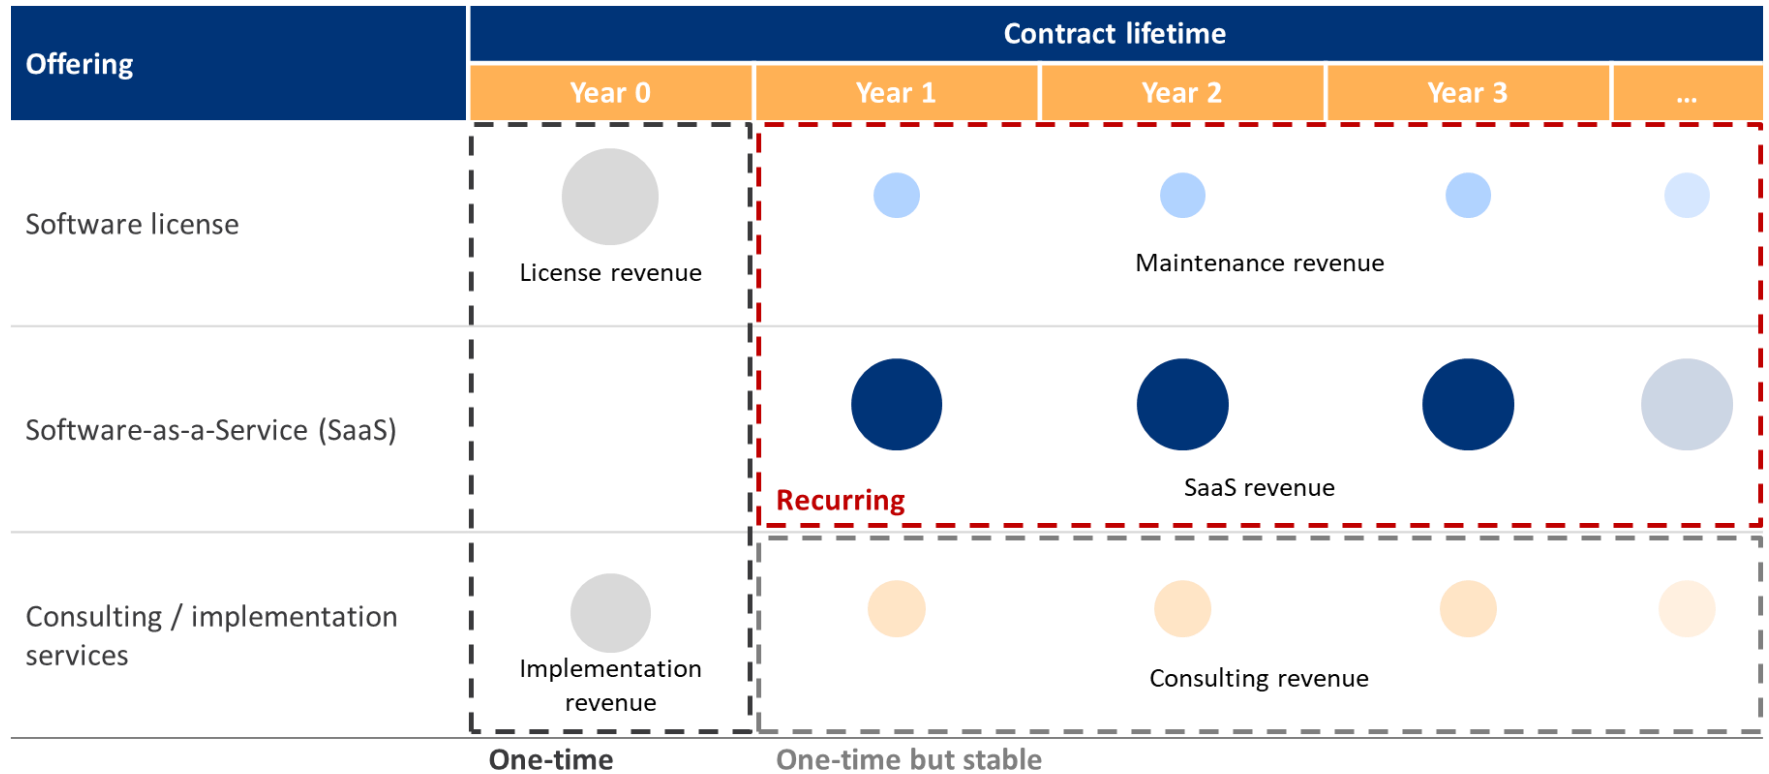 Offering
Contract lifetime
Year 0
Year 1
Year 2
Year 3
...
Software license
License revenue
Maintenance revenue
Software-as-a-Service (SaaS)
SaaS revenue
Recurring
Consulting / implementation
services
Implementation
revenue
Consulting revenue
One-time
One-time but stable